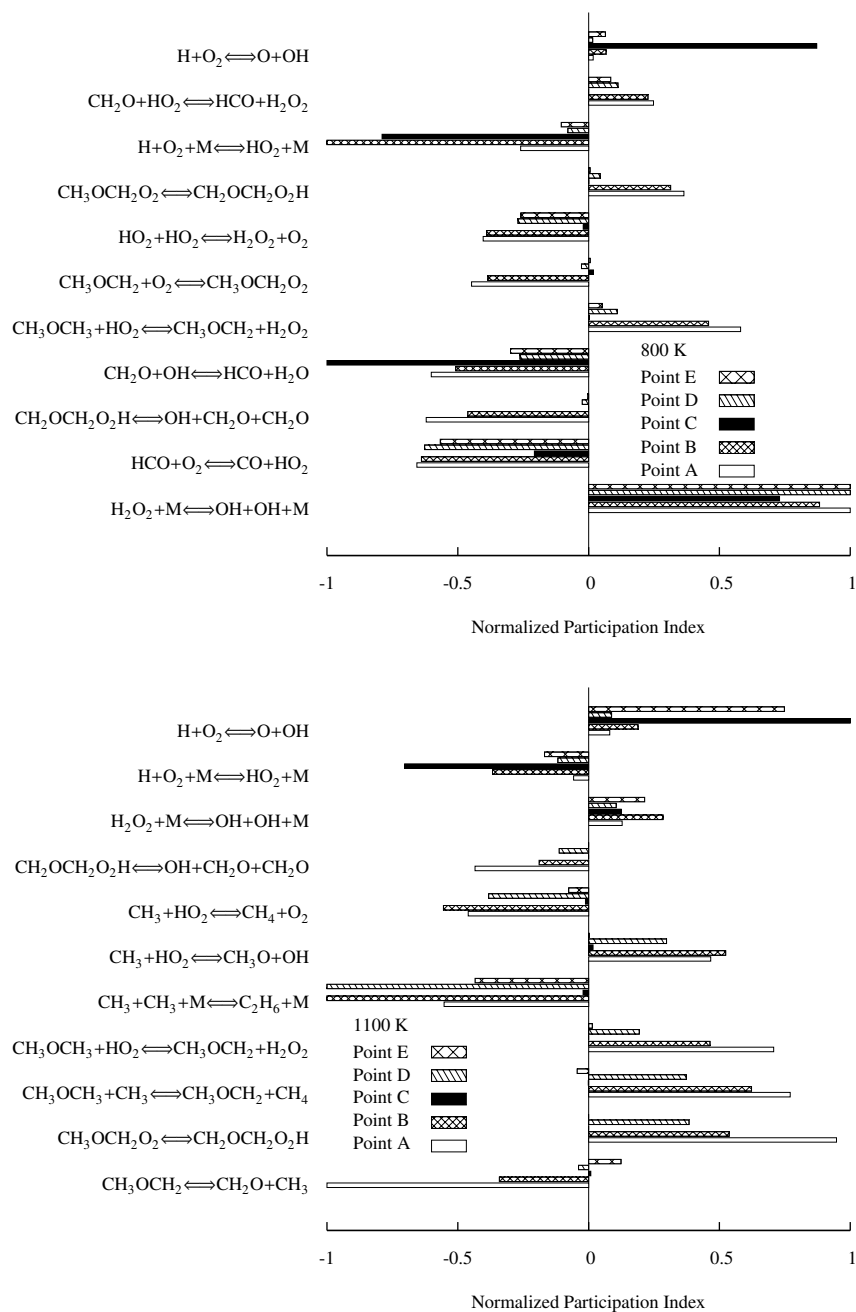 H+O₂⟺O+OH
CH₂O+HO₂⟺HCO+H₂O₂
H+O₂+M⟺HO₂+M
CH₃OCH₂O₂⟺CH₂OCH₂O₂H
HO₂+HO₂⟺H₂O₂+O₂
CH₃OCH₂+O₂⟺CH₃OCH₂O₂
CH₃OCH₃+HO₂⟺CH₃OCH₂+H₂O₂
CH₂O+OH⟺HCO+H₂O
CH₂OCH₂O₂H⟺OH+CH₂O+CH₂O
HCO+O₂⟺CO+HO₂
H₂O₂+M⟺OH+OH+M
800 K
Point E
Point D
Point C
Point B
Point A
-1 -0.5 0 0.5 1
Normalized Participation Index
H+O₂⟺O+OH
H+O₂+M⟺HO₂+M
H₂O₂+M⟺OH+OH+M
CH₂OCH₂O₂H⟺OH+CH₂O+CH₂O
CH₃+HO₂⟺CH₄+O₂
CH₃+HO₂⟺CH₃O+OH
CH₃+CH₃+M⟺C₂H₆+M
CH₃OCH₃+HO₂⟺CH₃OCH₂+H₂O₂
CH₃OCH₃+CH₃⟺CH₃OCH₂+CH₄
CH₃OCH₂O₂⟺CH₂OCH₂O₂H
CH₃OCH₂⟺CH₂O+CH₃
1100 K
Point E
Point D
Point C
Point B
Point A
-1 -0.5 0 0.5 1
Normalized Participation Index